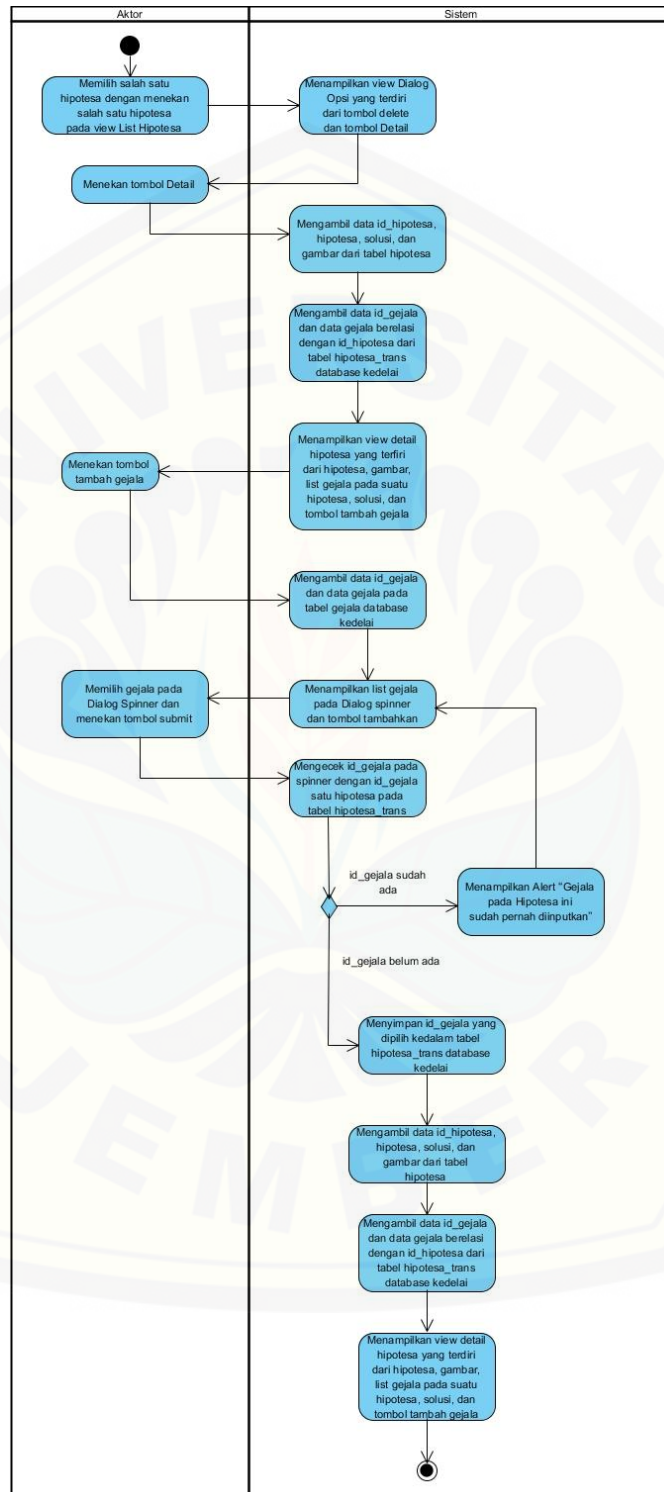 Aktor
Sistem
Memilih salah satu
hipotesa dengan menekan
salah satu hipotesa
pada view List Hipotesa
Menampilkan view Dialog
Opsi yang terdiri
dari tombol delete
dan tombol Detail
Menekan tombol Detail
Mengambil data id_hipotesa,
hipotesa, solusi, dan
gambar dari tabel hipotesa
Mengambil data id_gejala
dan data gejala berelasi
dengan id_hipotesa dari
tabel hipotesa_trans
database kedelai
Menampilkan view detail
hipotesa yang terfiri
dari hipotesa, gambar,
list gejala pada suatu
hipotesa, solusi, dan
tombol tambah gejala
Menekan tombol
tambah gejala
Mengambil data id_gejala
dan data gejala pada
tabel gejala database
kedelai
Menampilkan list gejala
pada Dialog spinner
dan tombol tambahkan
Memilih gejala pada
Dialog Spinner dan
menekan tombol submit
Mengecek id_gejala pada
spinner dengan id_gejala
satu hipotesa pada
tabel hipotesa_trans
id_gejala sudah
ada
Menampilkan Alert "Gejala
pada Hipotesa ini
sudah pernah diinputkan"
id_gejala belum ada
Menyimpan id_gejala yang
dipilih kedalam tabel
hipotesa_trans database
kedelai
Mengambil data id_hipotesa,
hipotesa, solusi, dan
gambar dari tabel
hipotesa
Mengambil data id_gejala
dan data gejala berelasi
dengan id_hipotesa dari
tabel hipotesa_trans
database kedelai
Menampilkan view detail
hipotesa yang terdiri
dari hipotesa, gambar,
list gejala pada suatu
hipotesa, solusi, dan
tombol tambah gejala
UNIVERSITAS
JEMBER